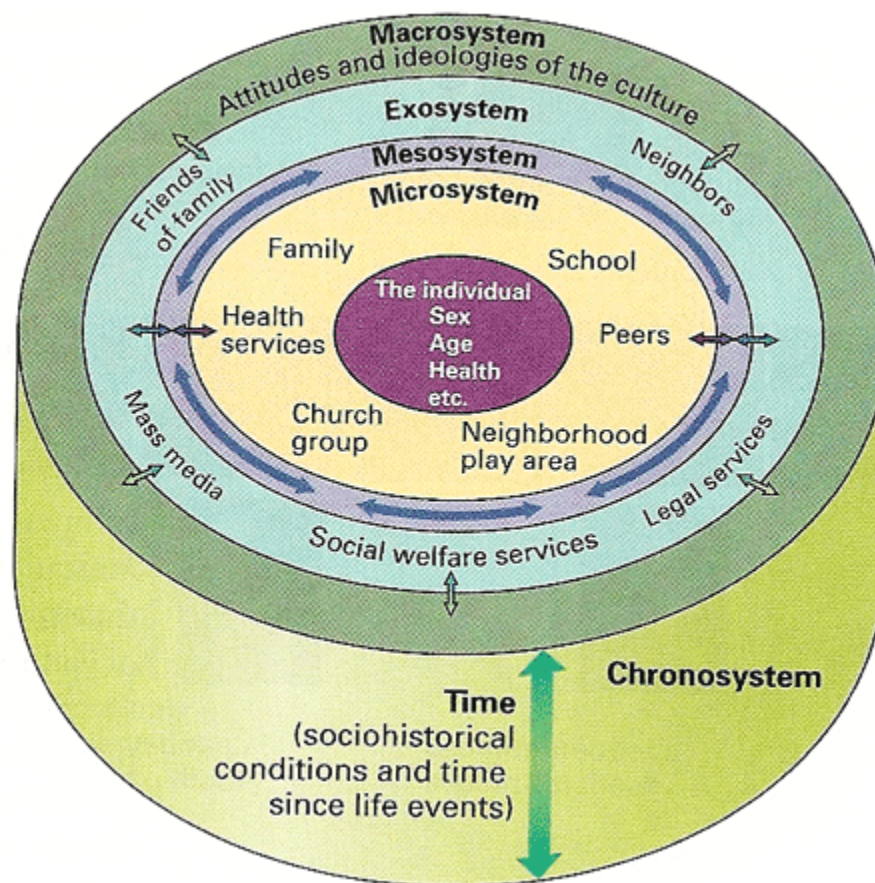 Macrosystem
Attitudes and ideologies of the culture
Exosystem
Mesosystem
Microsystem
Friends
of family
Neighbors
Family
School
The individual
Sex
Age
Health
etc.
Health
services
Peers
Church
group
Neighborhood
play area
Mass media
Legal services
Social welfare services
Chronosystem
Time
(sociohistorical
conditions and time
since life events)